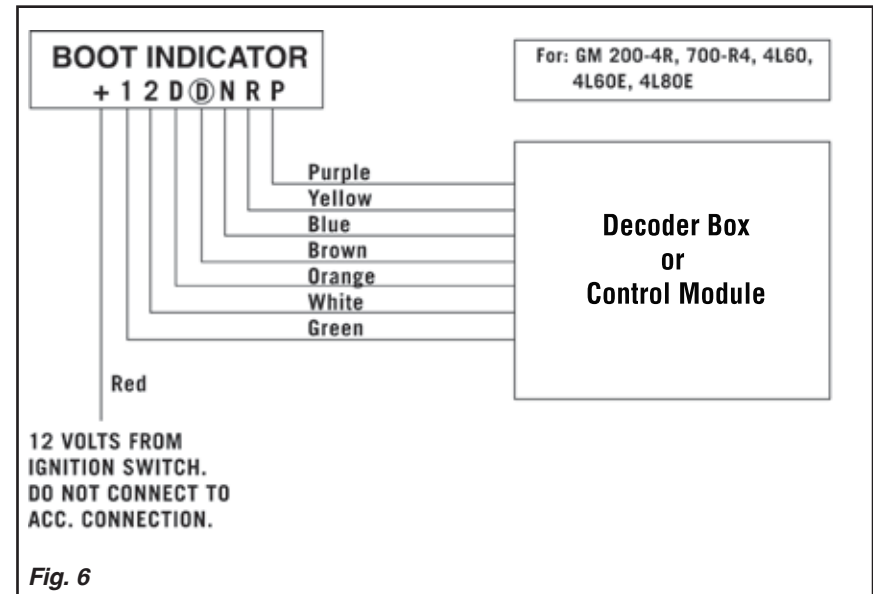 BOOT INDICATOR
+ 1 2 D Ⓓ N R P
For: GM 200-4R, 700-R4, 4L60,
4L60E, 4L80E
Purple
Yellow
Blue
Brown
Orange
White
Green
Decoder Box
or
Control Module
Red
12 VOLTS FROM
IGNITION SWITCH.
DO NOT CONNECT TO
ACC. CONNECTION.
Fig. 6